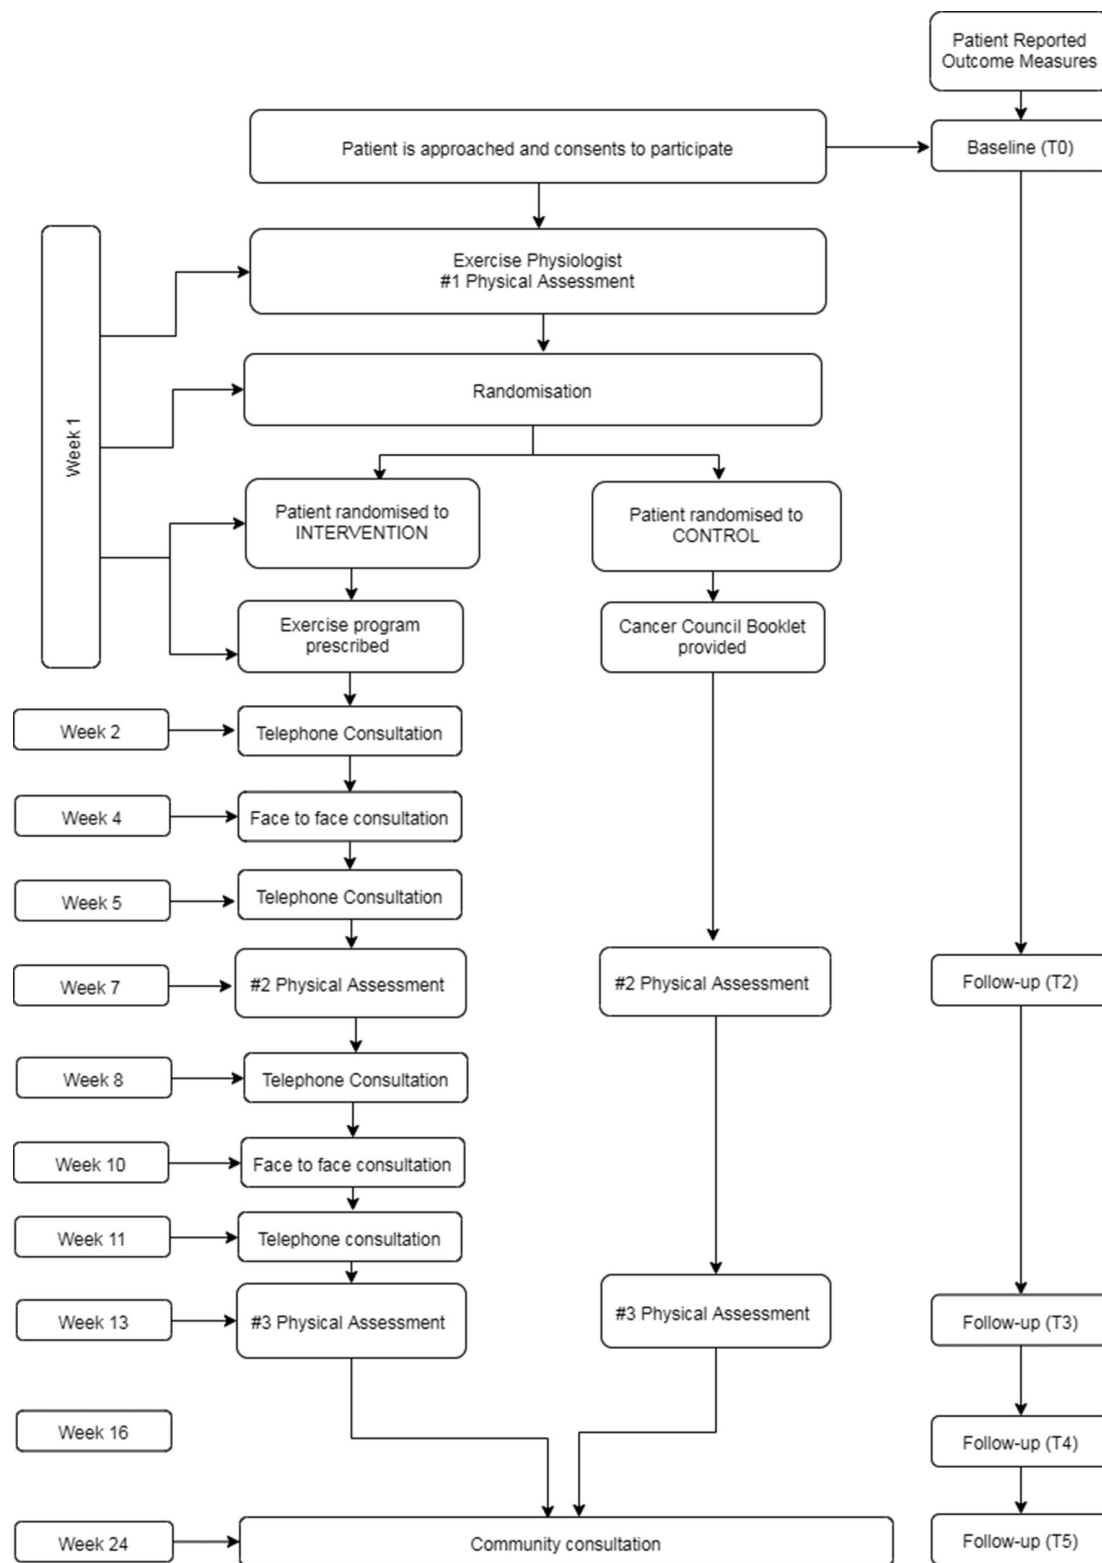 Patient Reported
Outcome Measures
Patient is approached and consents to participate
Baseline (T0)
Week 1
Exercise Physiologist
#1 Physical Assessment
Randomisation
Patient randomised to
INTERVENTION
Patient randomised to
CONTROL
Exercise program
prescribed
Cancer Council Booklet
provided
Week 2
Telephone Consultation
Week 4
Face to face consultation
Week 5
Telephone Consultation
Week 7
#2 Physical Assessment
#2 Physical Assessment
Follow-up (T2)
Week 8
Telephone Consultation
Week 10
Face to face consultation
Week 11
Telephone consultation
Week 13
#3 Physical Assessment
#3 Physical Assessment
Follow-up (T3)
Week 16
Follow-up (T4)
Week 24
Community consultation
Follow-up (T5)